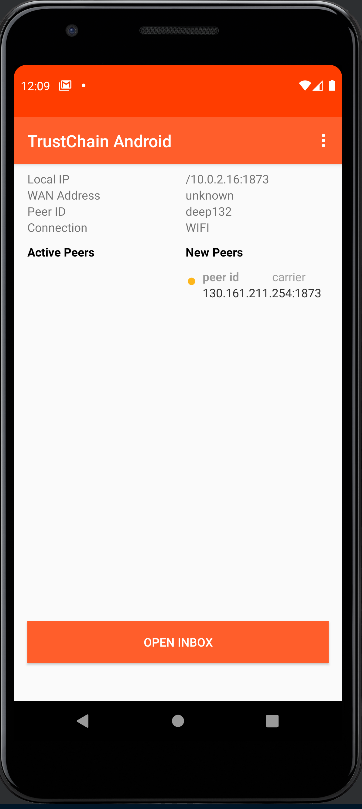 12:09
TrustChain Android
Local IP /10.0.2.16:1873
WAN Address unknown
Peer ID deep132
Connection WIFI
Active Peers New Peers
peer id carrier
130.161.211.254:1873
OPEN INBOX